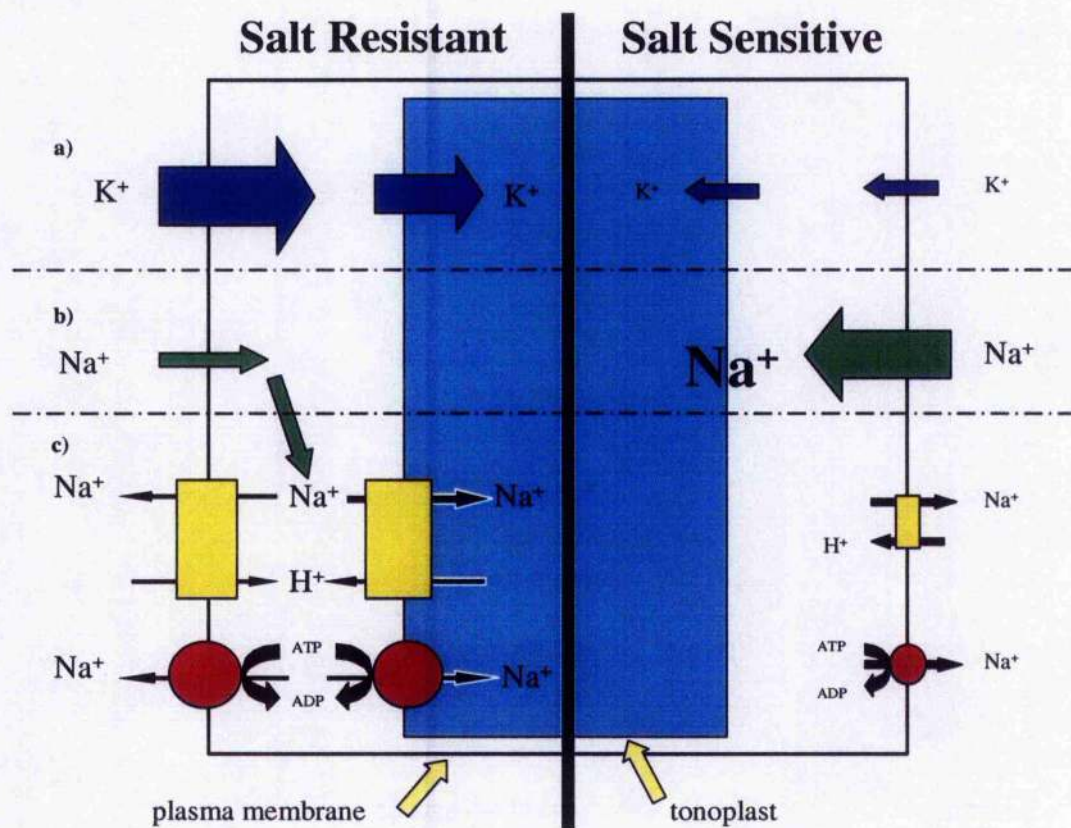 Salt Resistant Salt Sensitive
a)
K⁺ K⁺ K⁺ K⁺
b)
Na⁺ Na⁺ Na⁺
c)
Na⁺ Na⁺ Na⁺ Na⁺
H⁺ H⁺
ATP ATP
Na⁺ Na⁺ Na⁺
ADP ADP
plasma membrane tonoplast